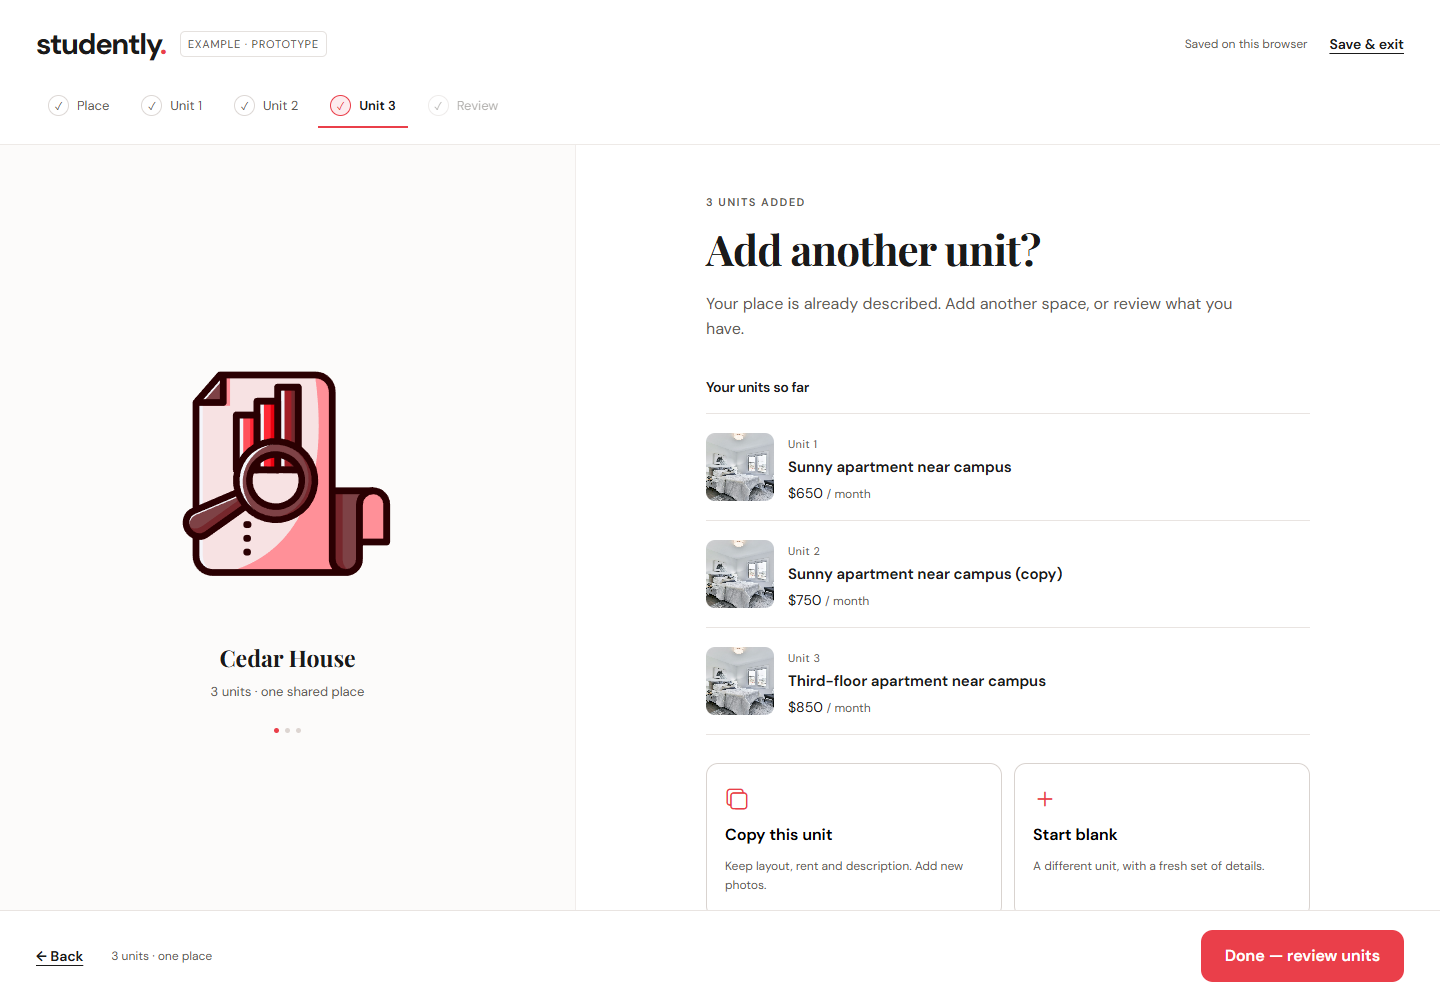 studently.
EXAMPLE · PROTOTYPE
Saved on this browser
Save & exit
✓ Place
✓ Unit 1
✓ Unit 2
✓ Unit 3
✓ Review
Cedar House
3 units · one shared place
3 UNITS ADDED
Add another unit?
Your place is already described. Add another space, or review what you
have.
Your units so far
Unit 1
Sunny apartment near campus
$650 / month
Unit 2
Sunny apartment near campus (copy)
$750 / month
Unit 3
Third-floor apartment near campus
$850 / month
Copy this unit
Keep layout, rent and description. Add new
photos.
Start blank
A different unit, with a fresh set of details.
← Back
3 units · one place
Done — review units